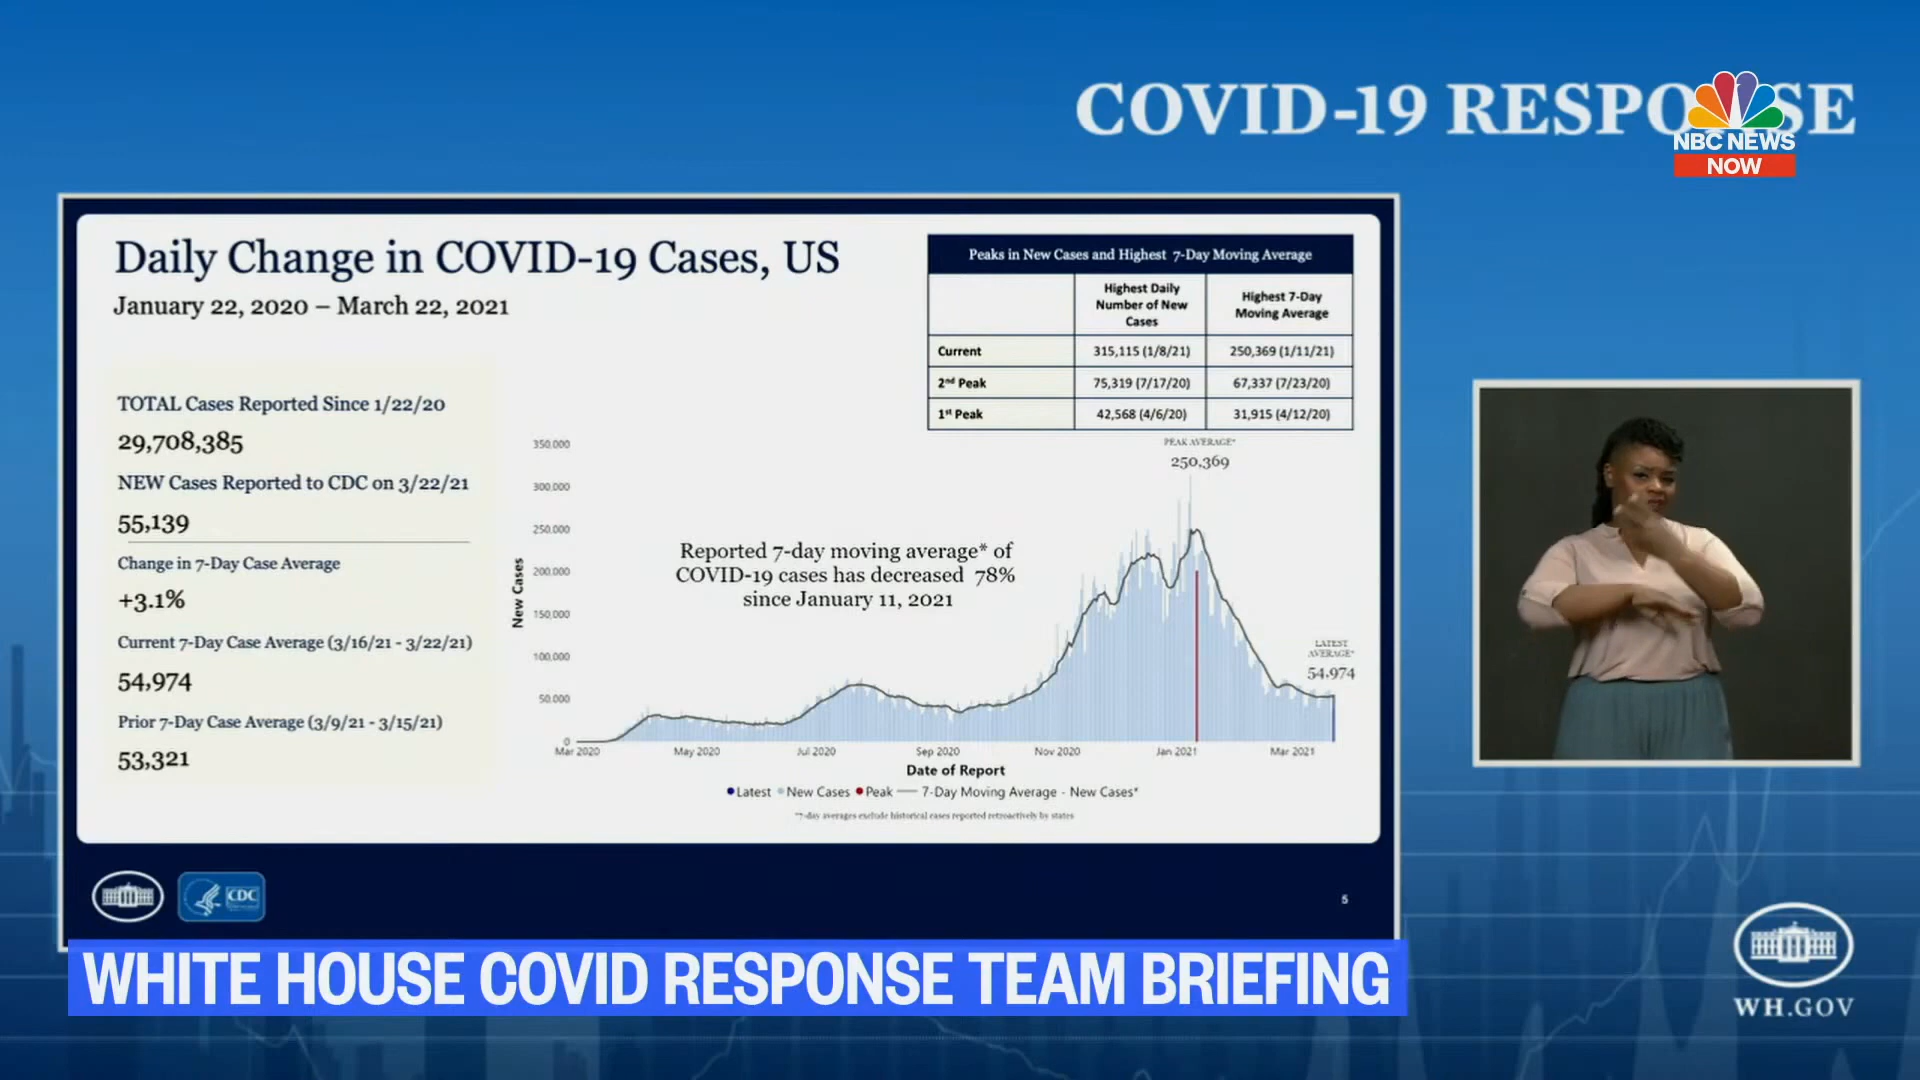 COVID-19 RESPONSE
NBC NEWS
NOW
Daily Change in COVID-19 Cases, US
January 22, 2020 – March 22, 2021
Peaks in New Cases and Highest 7-Day Moving Average
Highest Daily Number of New Cases
Highest 7-Day Moving Average
Current 315,115 (1/8/21) 250,369 (1/11/21)
2nd Peak 75,319 (7/17/20) 67,337 (7/23/20)
1st Peak 42,568 (4/6/20) 31,915 (4/12/20)
TOTAL Cases Reported Since 1/22/20
29,708,385
NEW Cases Reported to CDC on 3/22/21
55,139
Change in 7-Day Case Average
+3.1%
Current 7-Day Case Average (3/16/21 - 3/22/21)
54,974
Prior 7-Day Case Average (3/9/21 - 3/15/21)
53,321
PEAK AVERAGE*
250,369
Reported 7-day moving average* of
COVID-19 cases has decreased 78%
since January 11, 2021
LATEST
AVERAGE*
54,974
New Cases
350,000
300,000
250,000
200,000
150,000
100,000
50,000
0
Mar 2020 May 2020 Jul 2020 Sep 2020 Nov 2020 Jan 2021 Mar 2021
Date of Report
Latest New Cases Peak 7-Day Moving Average - New Cases*
*7-day averages exclude historical cases reported retroactively by states
CDC
5
WHITE HOUSE COVID RESPONSE TEAM BRIEFING
WH.GOV